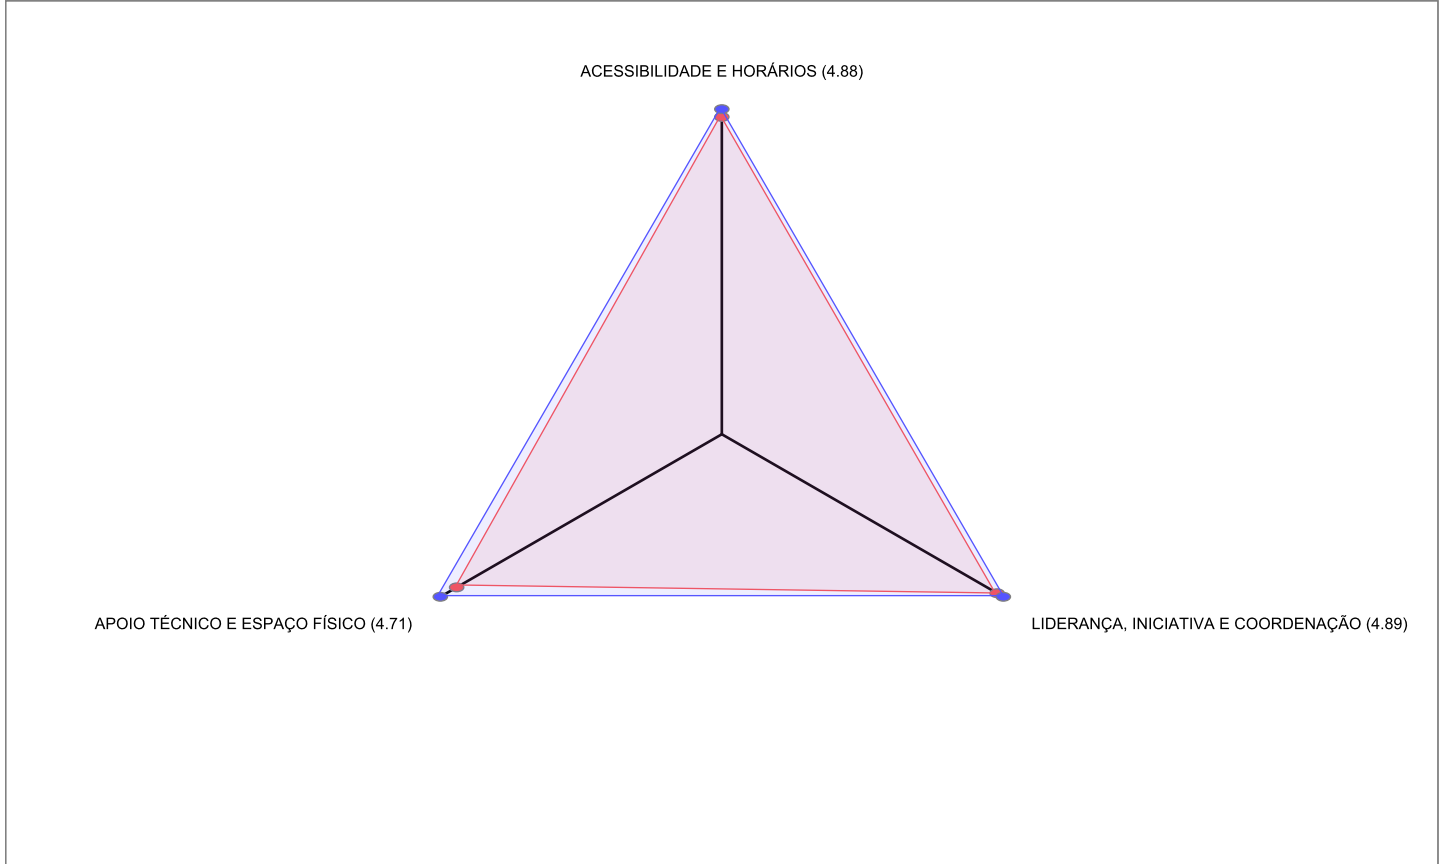 ACESSIBILIDADE E HORÁRIOS (4.88)
APOIO TÉCNICO E ESPAÇO FÍSICO (4.71)
LIDERANÇA, INICIATIVA E COORDENAÇÃO (4.89)